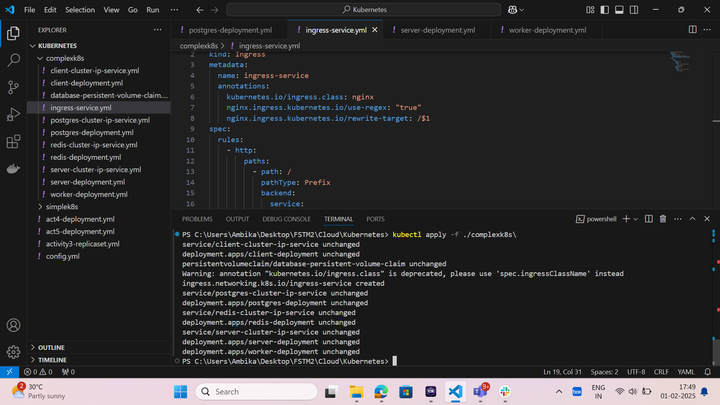 File Edit Selection View Go Run ... Kubernetes
EXPLORER ...
KUBERNETES
complexk8s
client-cluster-ip-service.yml
client-deployment.yml
database-persistent-volume-claim....
ingress-service.yml
postgres-cluster-ip-service.yml
postgres-deployment.yml
redis-cluster-ip-service.yml
redis-deployment.yml
server-cluster-ip-service.yml
server-deployment.yml
worker-deployment.yml
simplek8s
act4-deployment.yml
act5-deployment.yml
activity3-replicaset.yml
config.yml
OUTLINE
TIMELINE
postgres-deployment.yml ingress-service.yml server-deployment.yml worker-deployment.yml
complexk8s > ingress-service.yml
2 kind: Ingress
3 metadata:
4 name: ingress-service
5 annotations:
6 kubernetes.io/ingress.class: nginx
7 nginx.ingress.kubernetes.io/use-regex: "true"
8 nginx.ingress.kubernetes.io/rewrite-target: /$1
9 spec:
10 rules:
11 - http:
12 paths:
13 - path: /
14 pathType: Prefix
15 backend:
16 service:
PROBLEMS OUTPUT DEBUG CONSOLE TERMINAL PORTS powershell
PS C:\Users\Ambika\Desktop\FSTM2\Cloud\Kubernetes> kubectl apply -f ./complexk8s\
service/client-cluster-ip-service unchanged
deployment.apps/client-deployment unchanged
persistentvolumeclaim/database-persistent-volume-claim unchanged
Warning: annotation "kubernetes.io/ingress.class" is deprecated, please use 'spec.ingressClassName' instead
ingress.networking.k8s.io/ingress-service created
service/postgres-cluster-ip-service unchanged
deployment.apps/postgres-deployment unchanged
service/redis-cluster-ip-service unchanged
deployment.apps/redis-deployment unchanged
service/server-cluster-ip-service unchanged
deployment.apps/server-deployment unchanged
deployment.apps/worker-deployment unchanged
PS C:\Users\Ambika\Desktop\FSTM2\Cloud\Kubernetes>
0 0 0 Ln 19, Col 31 Spaces: 2 UTF-8 CRLF YAML
2 30°C
Partly sunny
Search
9+
ENG
IN
17:49
01-02-2025